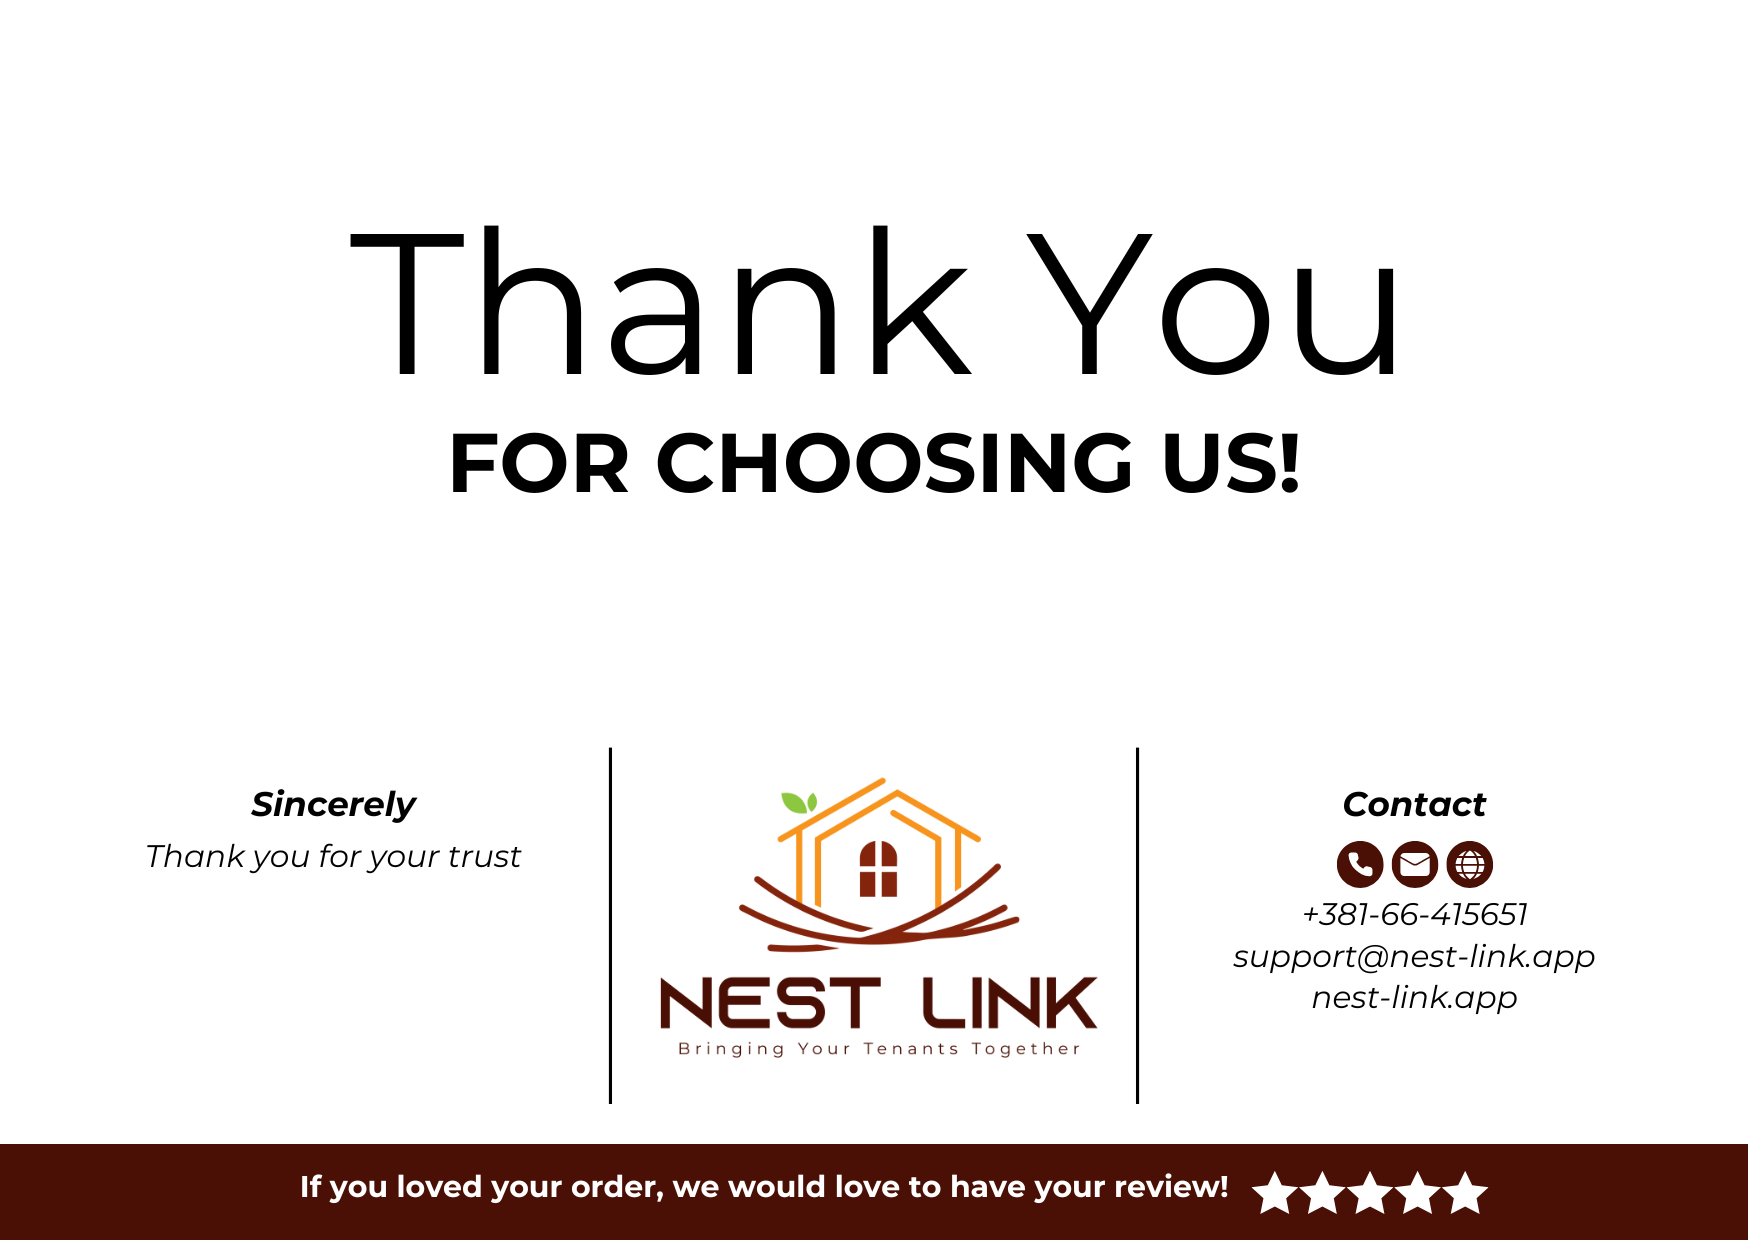 Thank You
FOR CHOOSING US!
Sincerely
Thank you for your trust
NEST LINK
Bringing Your Tenants Together
Contact
+381-66-415651
support@nest-link.app
nest-link.app
If you loved your order, we would love to have your review!